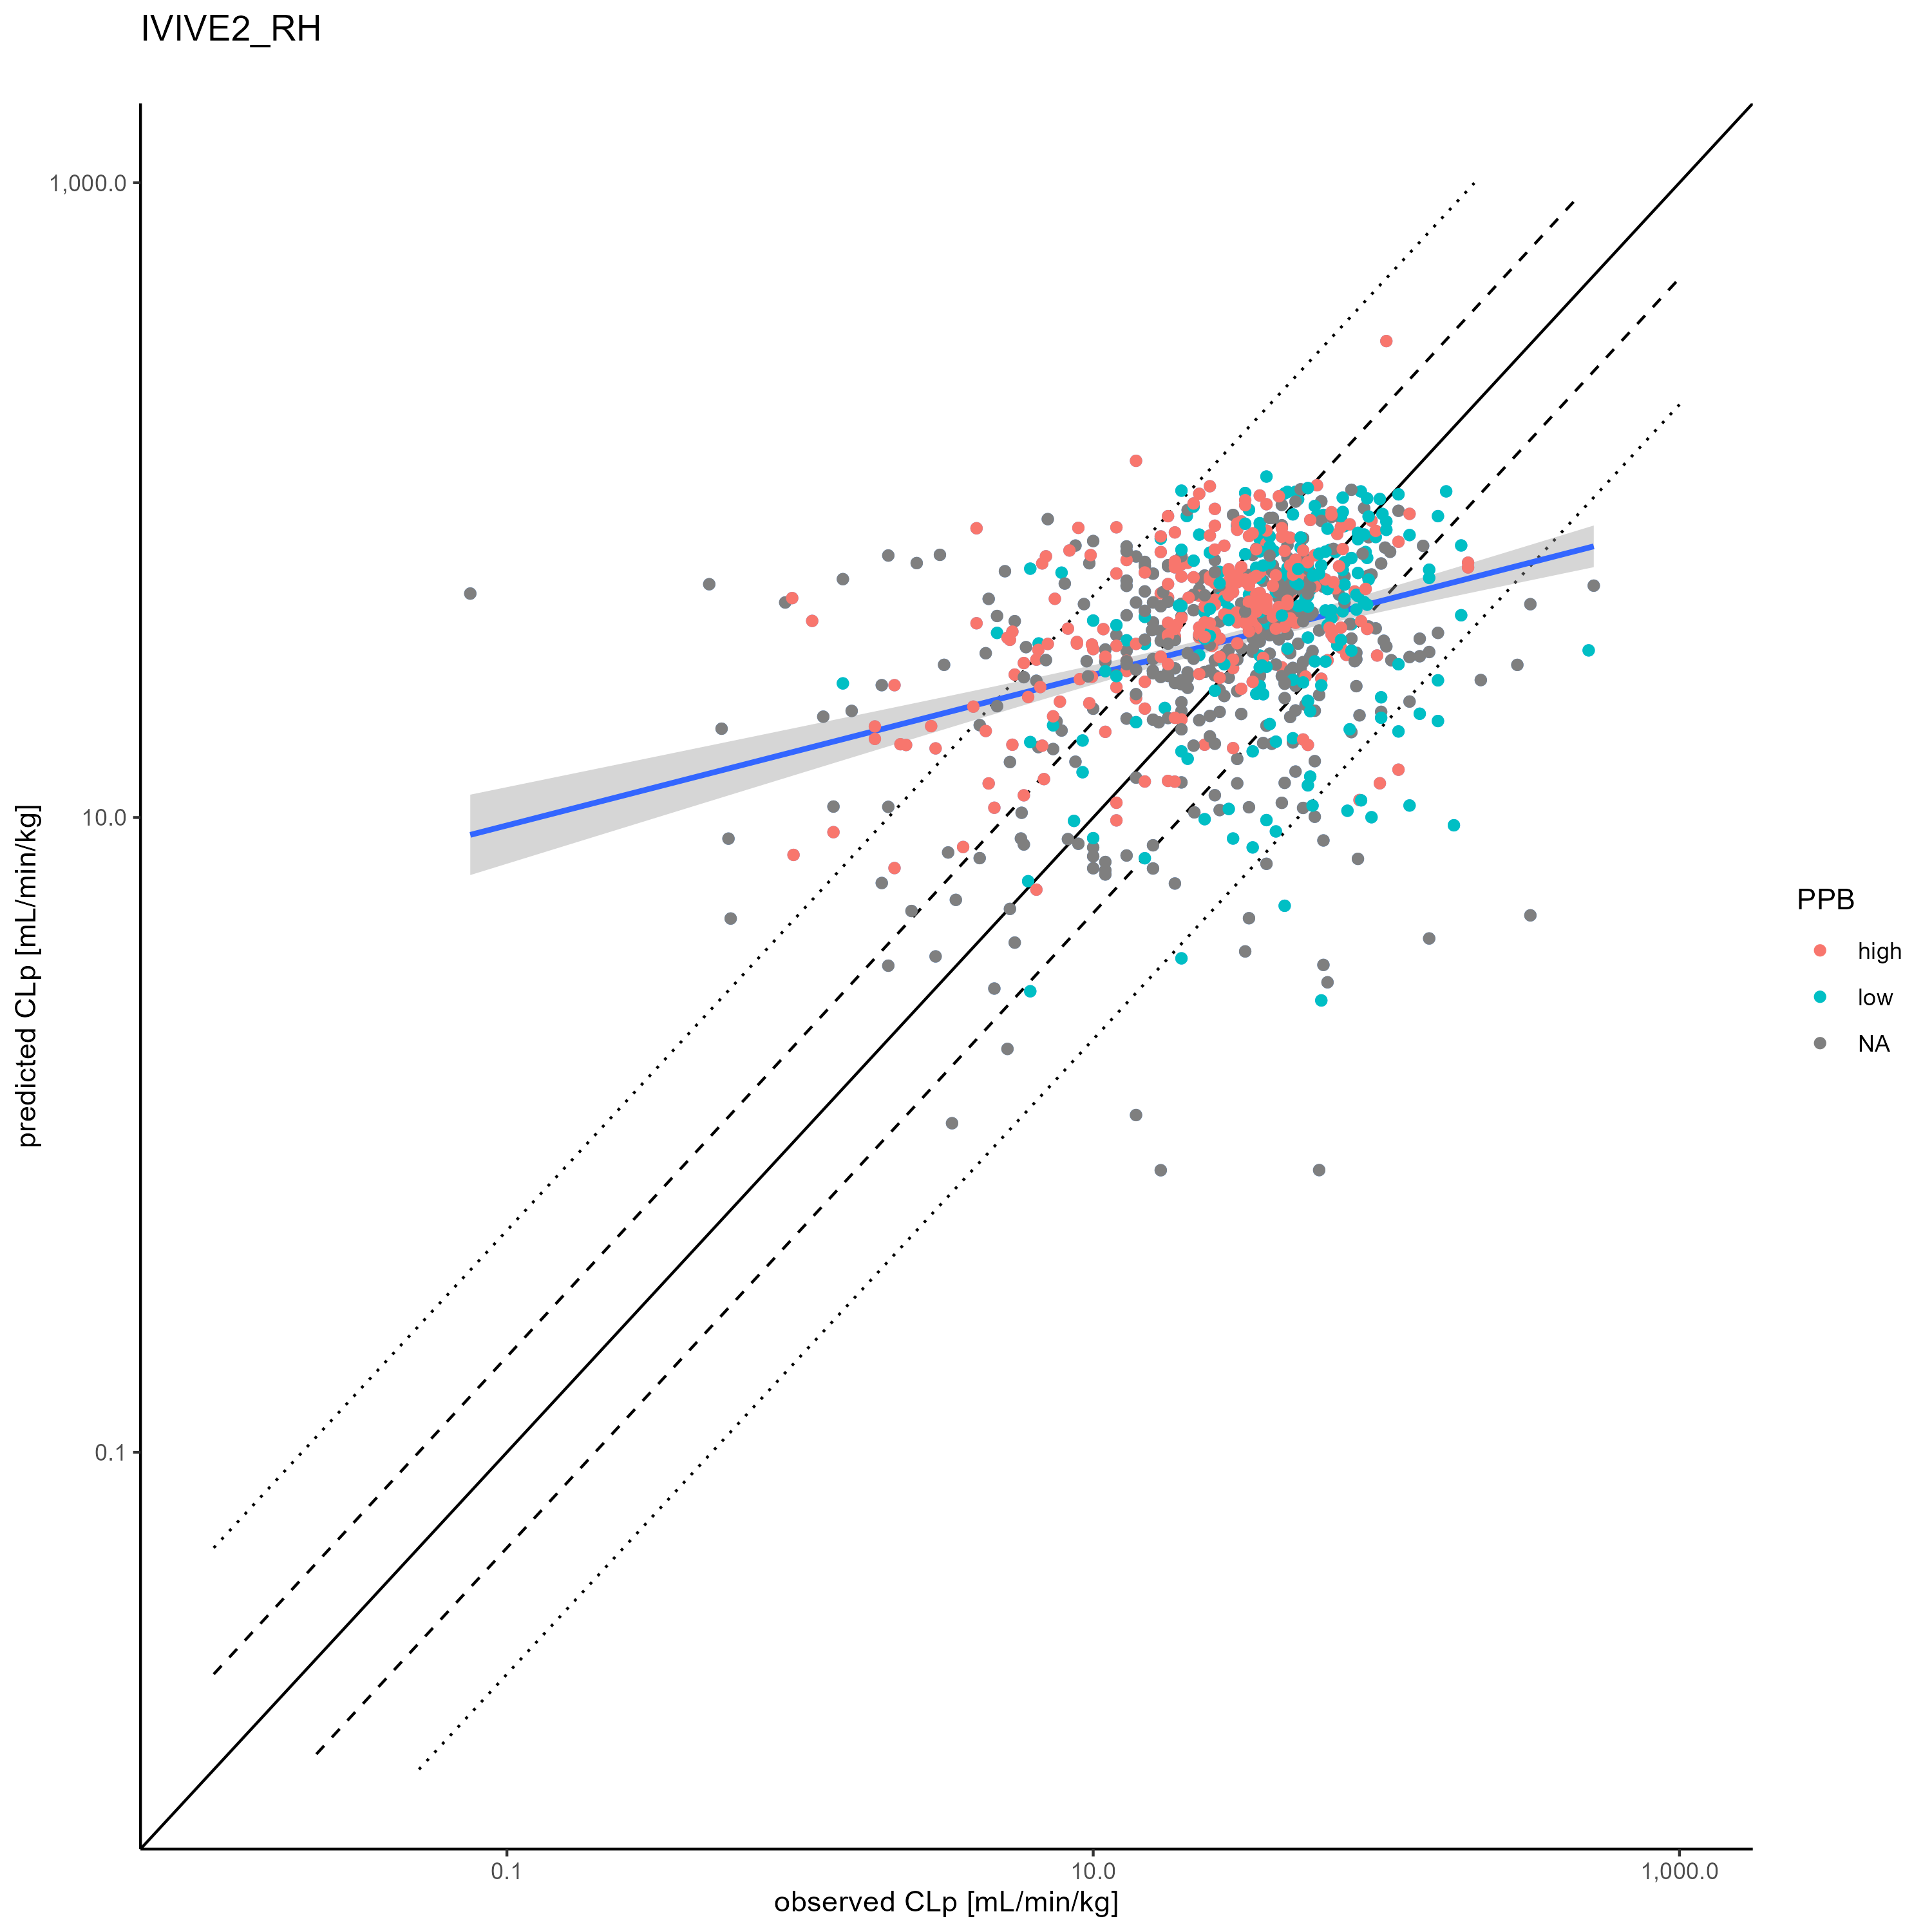 IVIVE2_RH
1,000.0
10.0
0.1
predicted CLp [mL/min/kg]
0.1
10.0
1,000.0
observed CLp [mL/min/kg]
PPB
high
low
NA